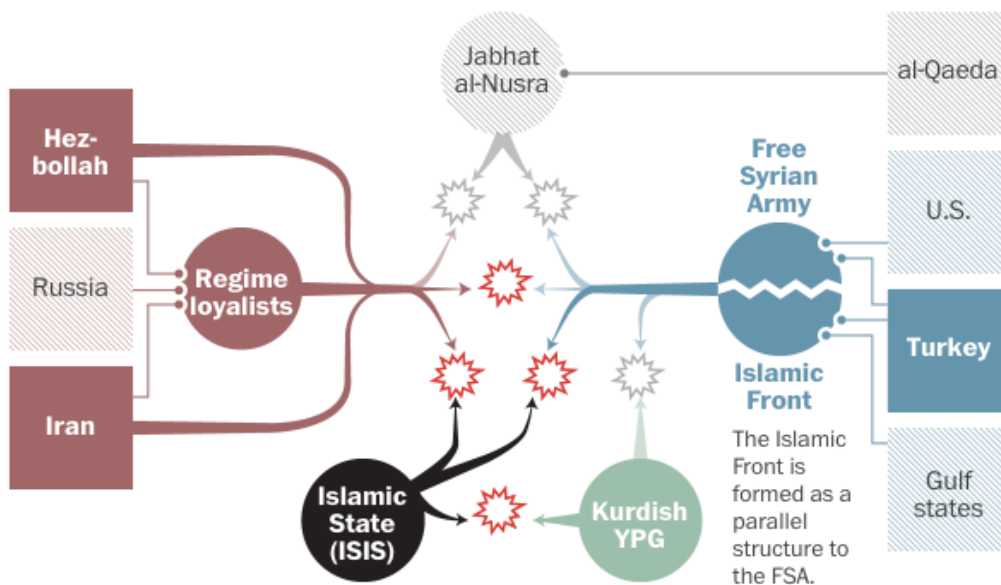 Jabhat
al-Nusra
al-Qaeda
Hez-
bollah
Free
Syrian
Army
U.S.
Russia
Regime
loyalists
Turkey
Iran
Islamic
Front
The Islamic
Front is
formed as a
parallel
structure to
the FSA.
Gulf
states
Islamic
State
(ISIS)
Kurdish
YPG